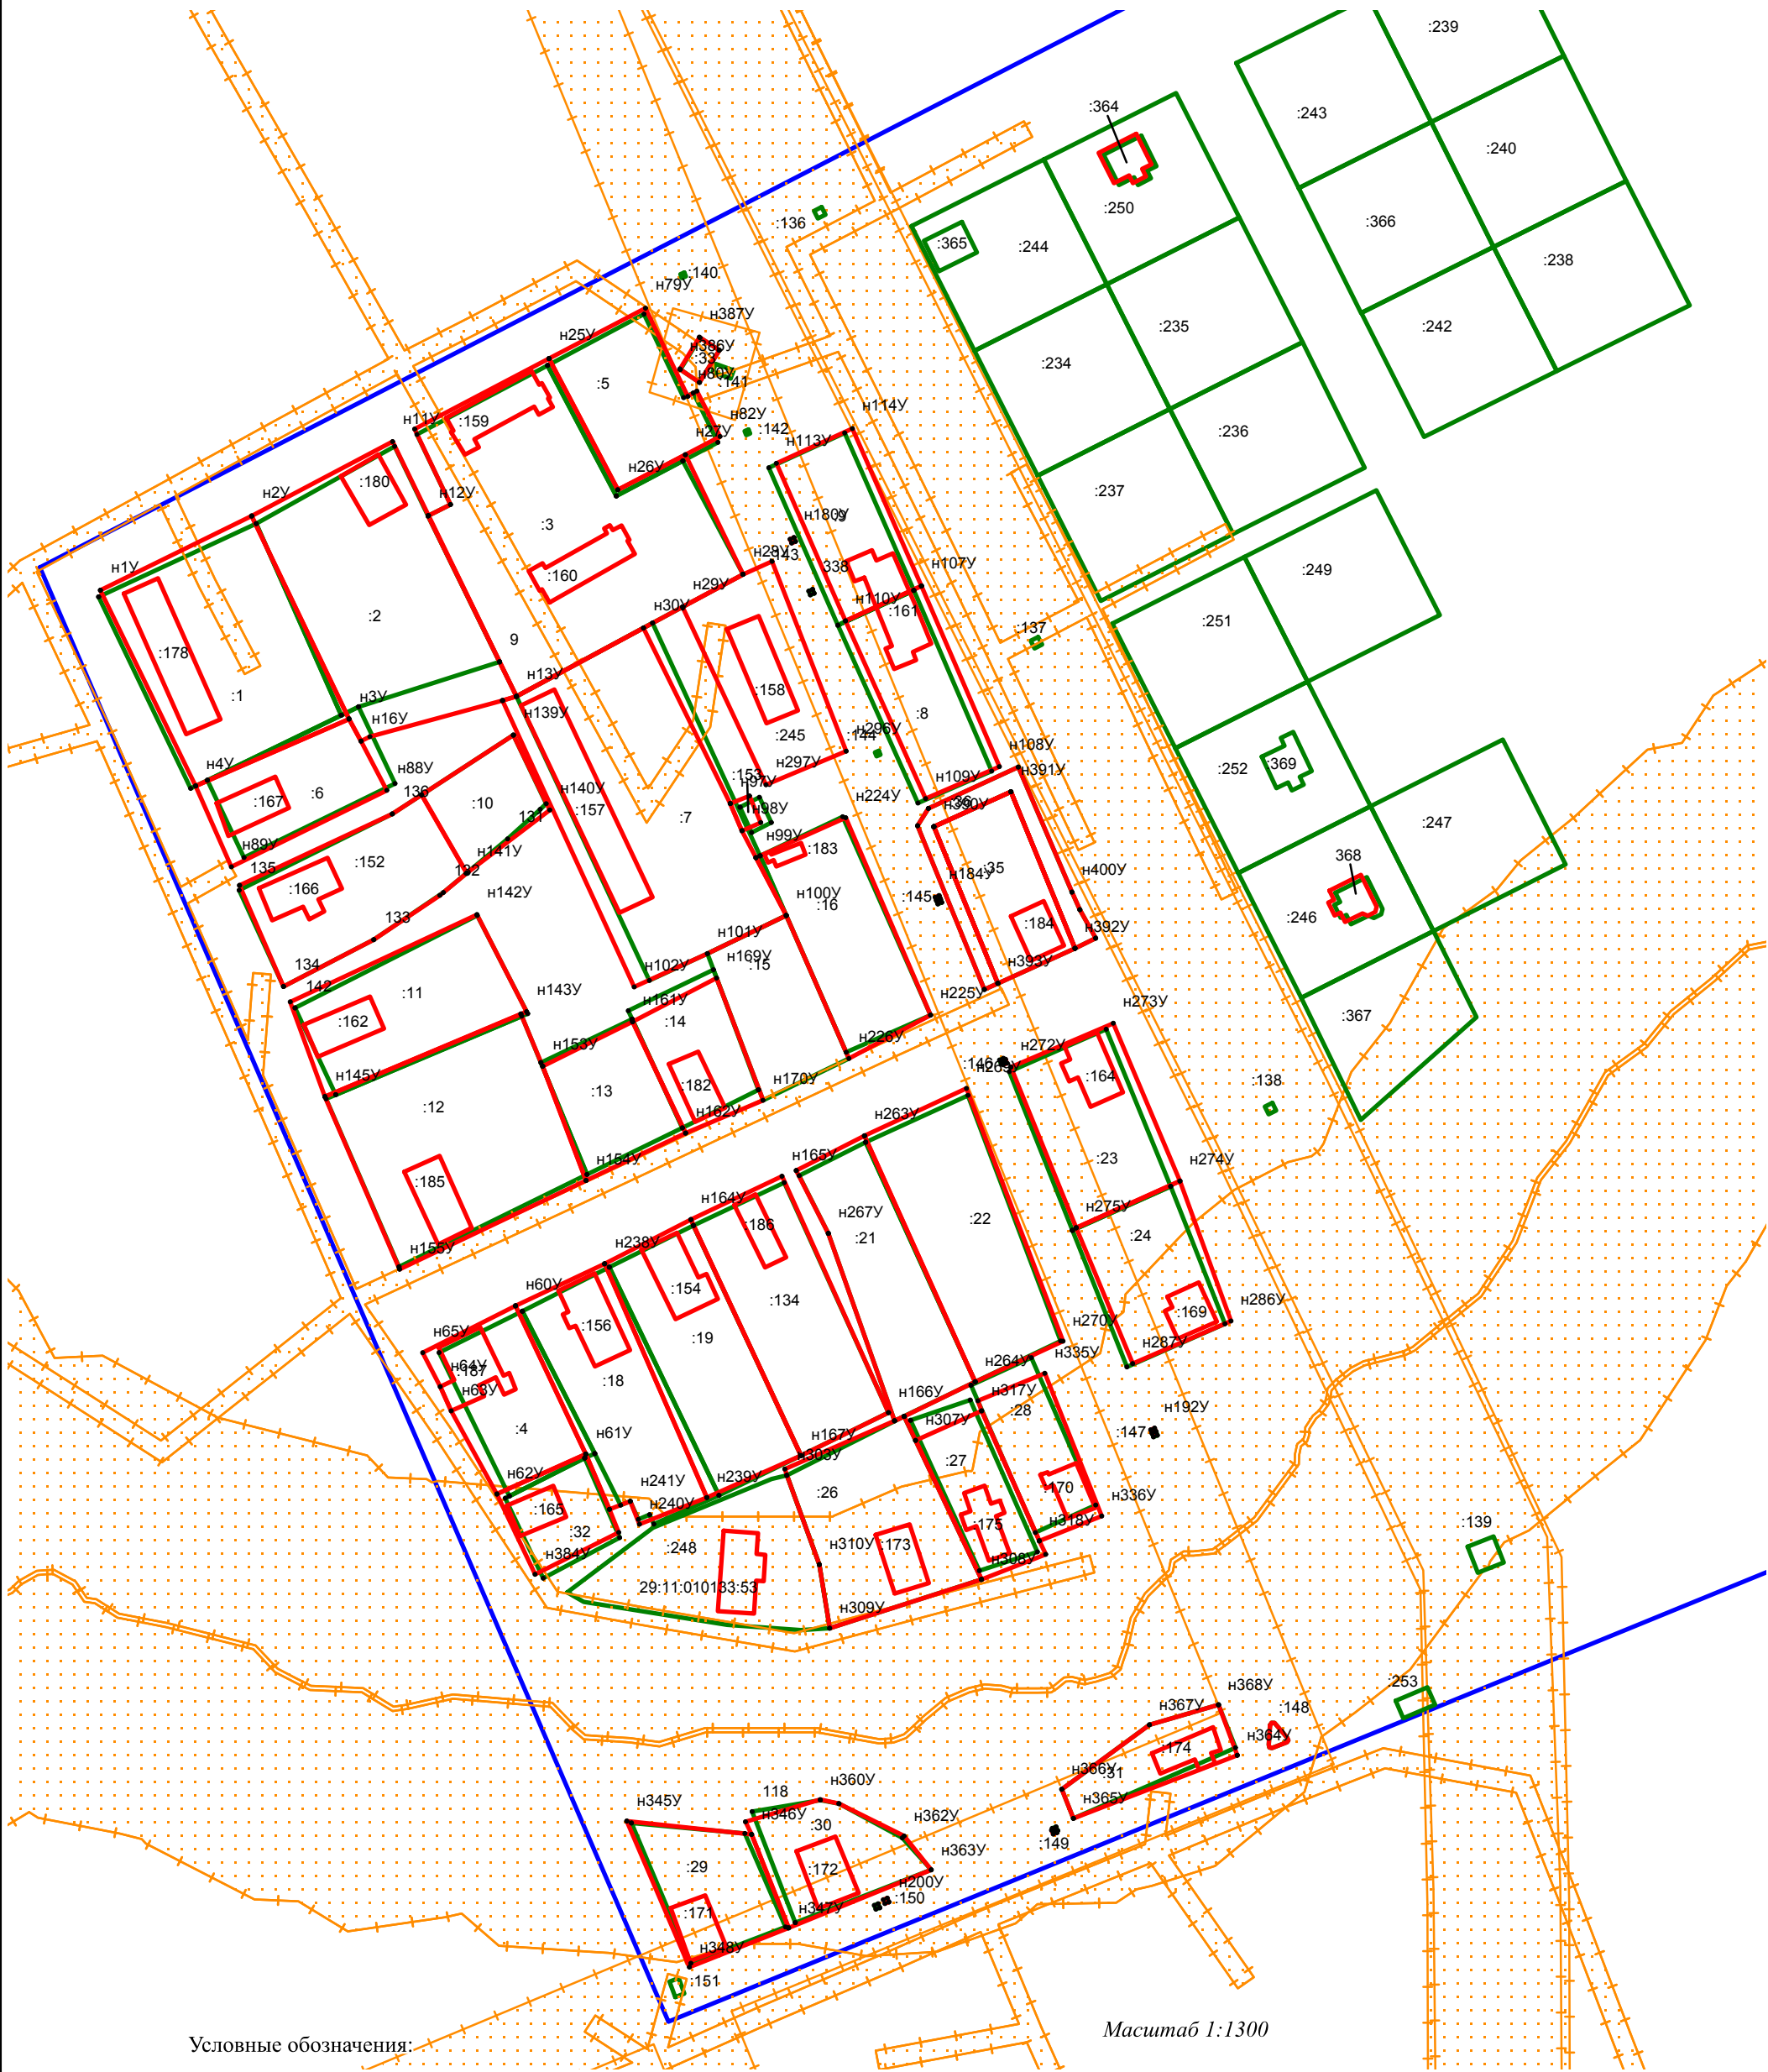 :239
:364
:243
:240
:250
:136
:365
:244
:366
:238
:140
н79У
:235
:242
н387У
н25У
н386У
:33
:234
:5
н80У
:141
н114У
н11У
:159
н82У
:142
н27У
:236
н113У
н26У
:180
:237
н2У
н12У
н180У
:9
:3
н28У
:143
338
н1У
:160
н29У
н107У
:249
н30У
н110У
:161
:2
:251
:137
9
:178
н13У
:158
:1
н3У
н139У
:8
н16У
н296У
:144
:245
н108У
н4У
н297У
н391У
:252
:369
н88У
:153
н97У
н109У
:167
:6
136
:10
н140У
:157
н224У
:36
н390У
н98У
131
:7
:247
н99У
н89У
н141У
:183
368
135
:152
132
н184У
:35
:166
н142У
н100У
:16
:145
н400У
133
:184
:246
н101У
н392У
134
н102У
н169У
:15
н393У
142
:11
н143У
н161У
н225У
н273У
:162
:14
:367
н153У
н226У
н272У
:146
н269У
н145У
:182
н170У
:164
:138
:12
:13
н162У
н263У
н154У
н165У
:23
н274У
:185
н164У
н267У
:22
н275У
:186
:21
:24
н155У
н238У
н60У
:154
:134
:169
н286У
:156
н65У
:19
н270У
н64У
:187
н287У
н335У
н63У
:18
н264У
н317У
н166У
:28
н192У
:4
н61У
н167У
н307У
:147
н303У
:27
н62У
н241У
н239У
:26
:170
н336У
:165
н240У
:175
н318У
:139
:32
:248
н310У
:173
н384У
н308У
29:11:010133:53
н309У
:253
н368У
н367У
:148
н364У
:174
н366У
:31
н360У
118
н345У
н346У
н365У
:30
н362У
:149
:29
н363У
:172
н200У
:150
:171
н347У
н348У
:151
Масштаб 1:1300
Условные обозначения: